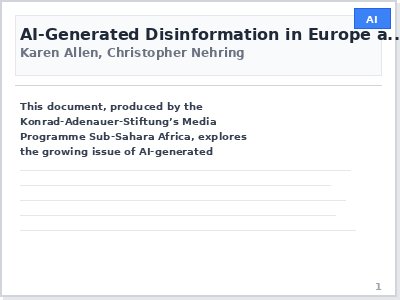 AI
AI-Generated Disinformation in Europe a...
Karen Allen, Christopher Nehring
This document, produced by the
Konrad-Adenauer-Stiftung’s Media
Programme Sub-Sahara Africa, explores
the growing issue of AI-generated
1